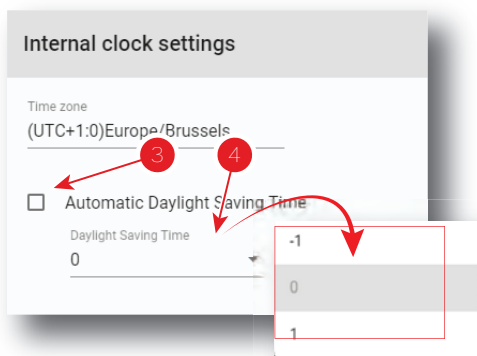 Internal clock settings
Time zone
(UTC+1:0)Europe/Brussels
3
4
Automatic Daylight Saving Time
Daylight Saving Time
0
-1
0
1